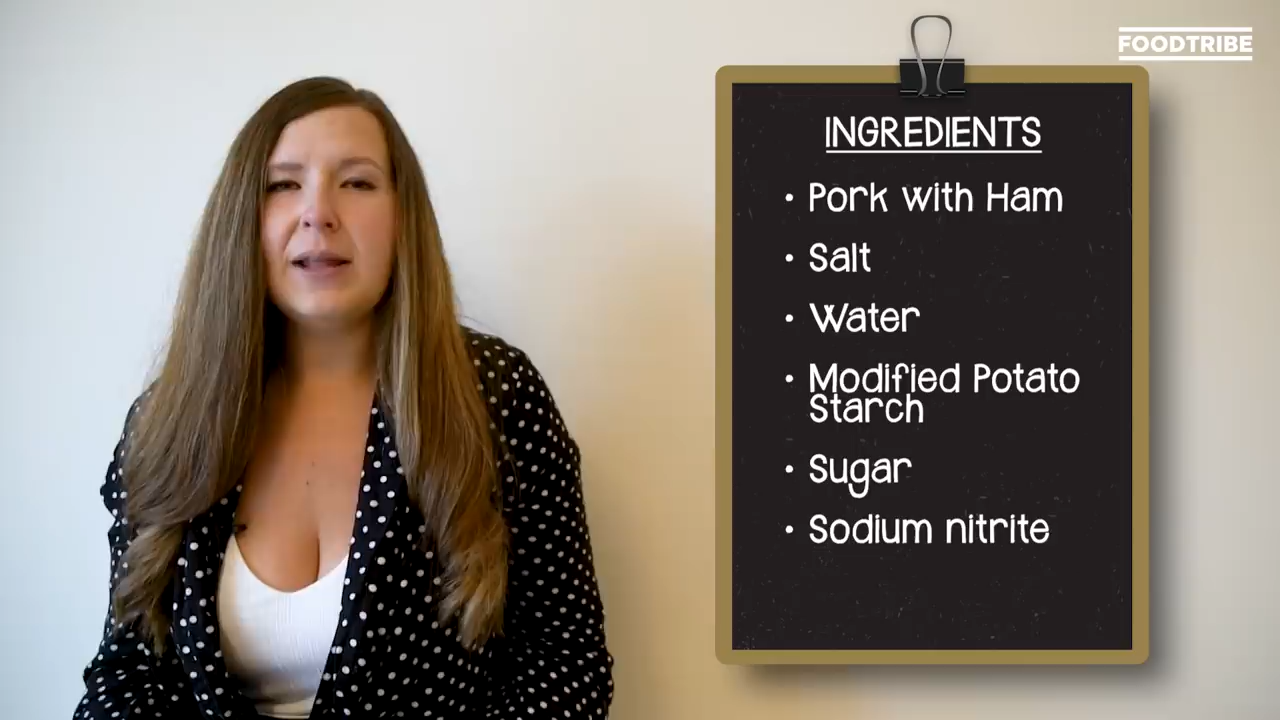 FOODTRIBE
INGREDIENTS
• Pork with Ham
• Salt
• Water
• Modified Potato
Starch
• Sugar
• Sodium nitrite